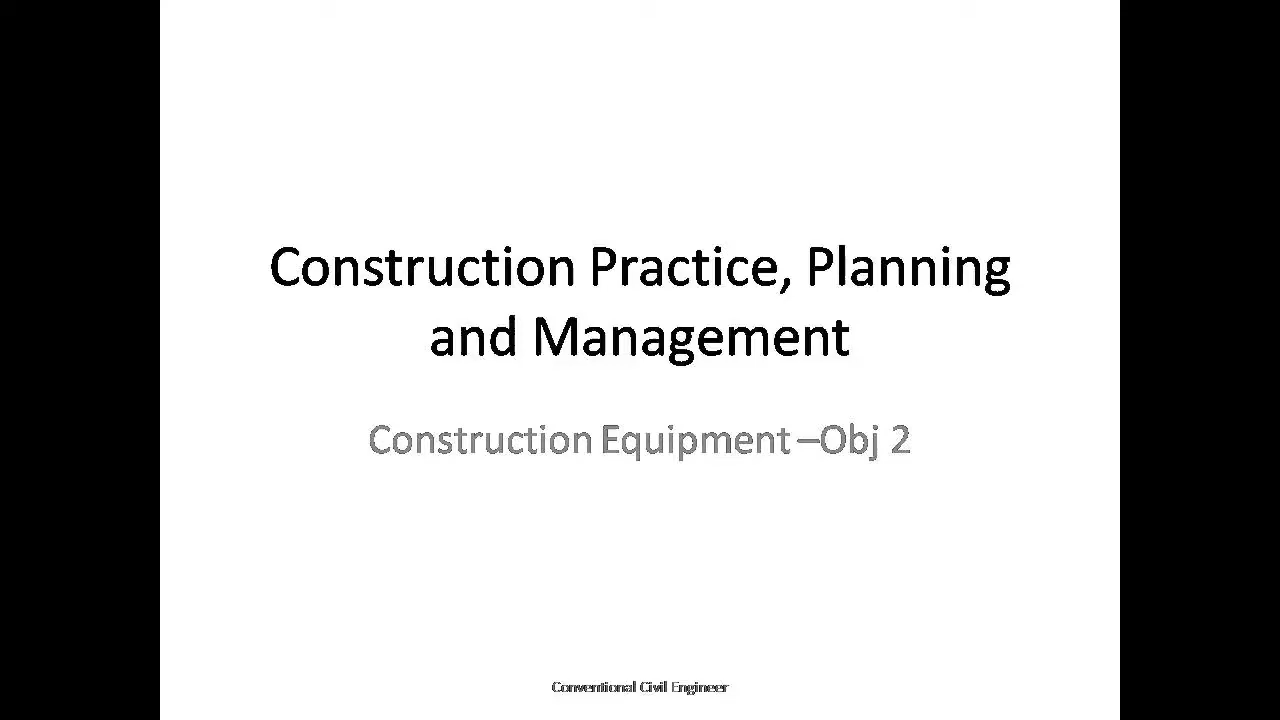 Construction Practice, Planning
and Management
Construction Equipment –Obj 2
Conventional Civil Engineer